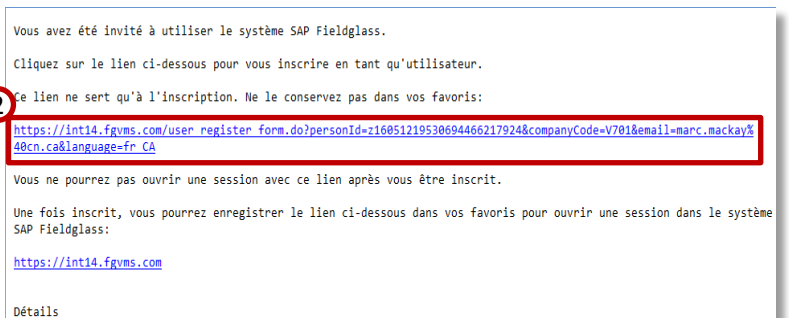 Vous avez été invité à utiliser le système SAP Fieldglass.
Cliquez sur le lien ci-dessous pour vous inscrire en tant qu'utilisateur.
2
Ce lien ne sert qu'à l'inscription. Ne le conservez pas dans vos favoris:
https://int14.fgvms.com/user_register_form.do?personId=z16051219530694466217924&companyCode=V701&email=marc.mackay%
40cn.ca&language=fr_CA
Vous ne pourrez pas ouvrir une session avec ce lien après vous être inscrit.
Une fois inscrit, vous pourrez enregistrer le lien ci-dessous dans vos favoris pour ouvrir une session dans le système
SAP Fieldglass:
https://int14.fgvms.com
Détails